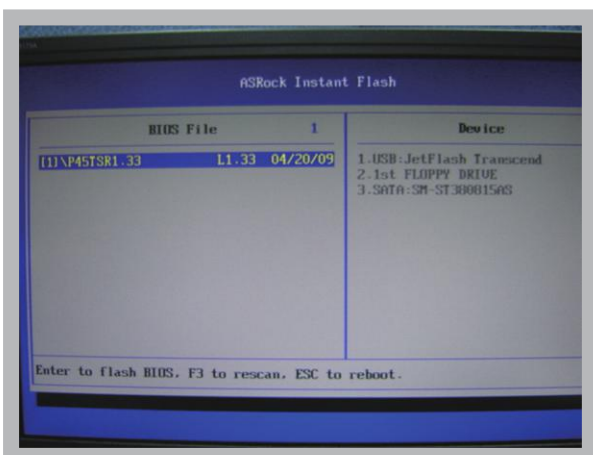 ASRock Instant Flash
BIOS File 1
[1]\P45TSR1.33 L1.33 04/20/09
Device
1.USB:JetFlash Transcend
2.1st FLOPPY DRIVE
3.SATA:SM-ST380815AS
Enter to flash BIOS, F3 to rescan, ESC to reboot.